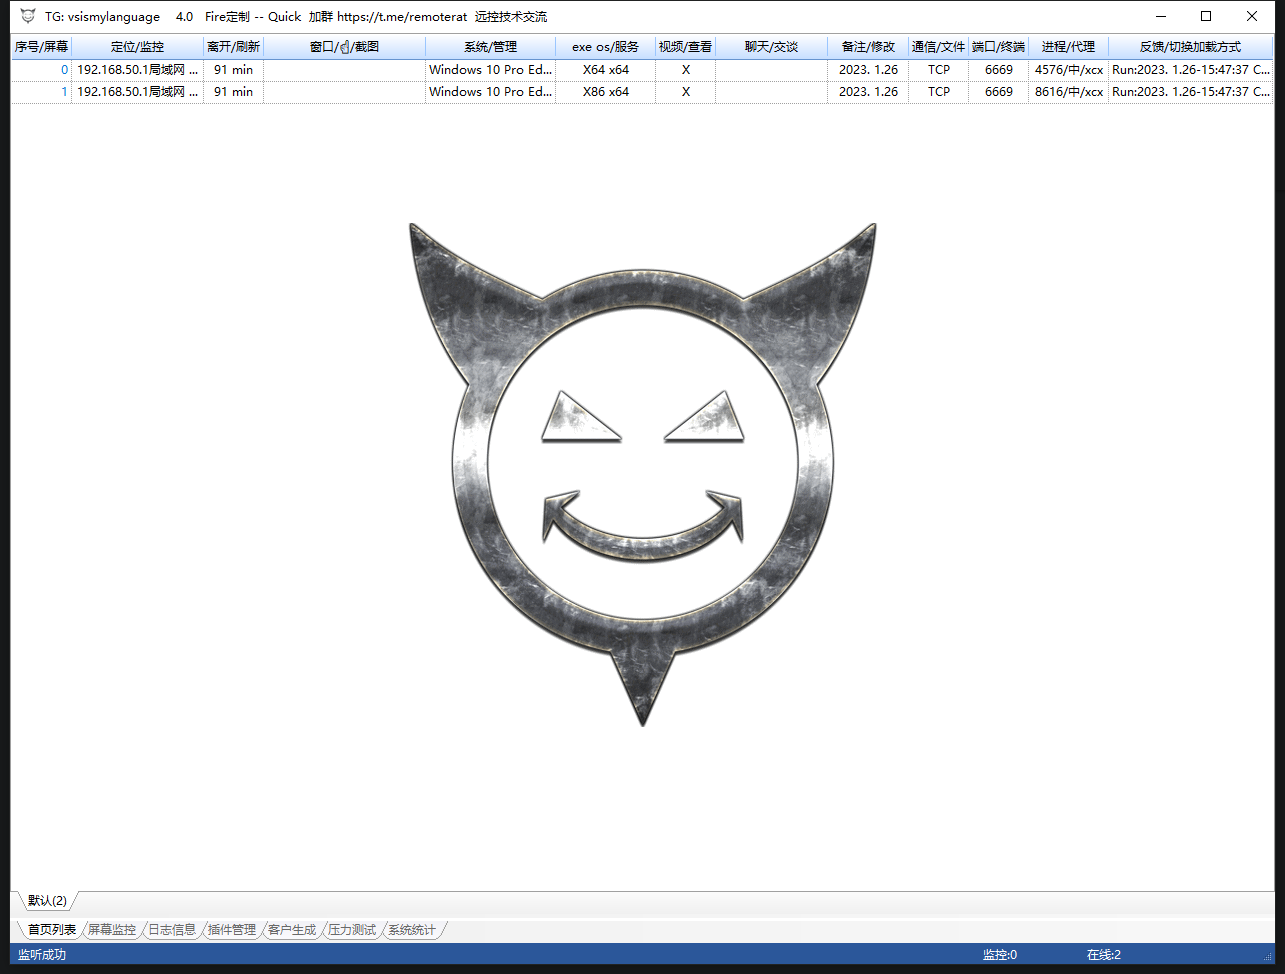 TG: vsismylanguage 4.0 Fire定制 -- Quick 加群 https://t.me/remoterat 远控技术交流
序号/屏幕 定位/监控 离开/刷新 窗口/ /截图 系统/管理 exe os/服务 视频/查看 聊天/交谈 备注/修改 通信/文件 端口/终端 进程/代理 反馈/切换加载方式
0 192.168.50.1局域网 ... 91 min Windows 10 Pro Ed... X64 x64 X 2023. 1.26 TCP 6669 4576/中/xcx Run:2023. 1.26-15:47:37 C...
1 192.168.50.1局域网 ... 91 min Windows 10 Pro Ed... X86 x64 X 2023. 1.26 TCP 6669 8616/中/xcx Run:2023. 1.26-15:47:37 C...
默认(2)
首页列表 屏幕监控 日志信息 插件管理 客户生成 压力测试 系统统计
监听成功 监控:0 在线:2